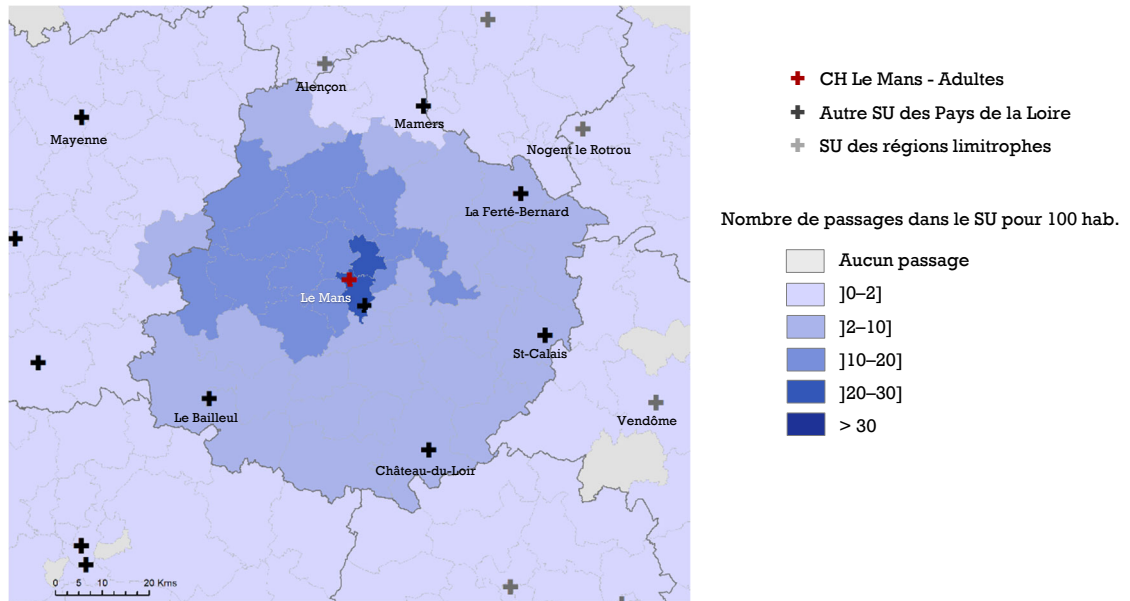 Alençon
Mamers
Mayenne
Nogent le Rotrou
La Ferté-Bernard
Le Mans
St-Calais
Le Bailleul
Vendôme
Château-du-Loir
0 5 10 20 Kms
CH Le Mans - Adultes
Autre SU des Pays de la Loire
SU des régions limitrophes
Nombre de passages dans le SU pour 100 hab.
Aucun passage
]0–2]
]2–10]
]10–20]
]20–30]
> 30